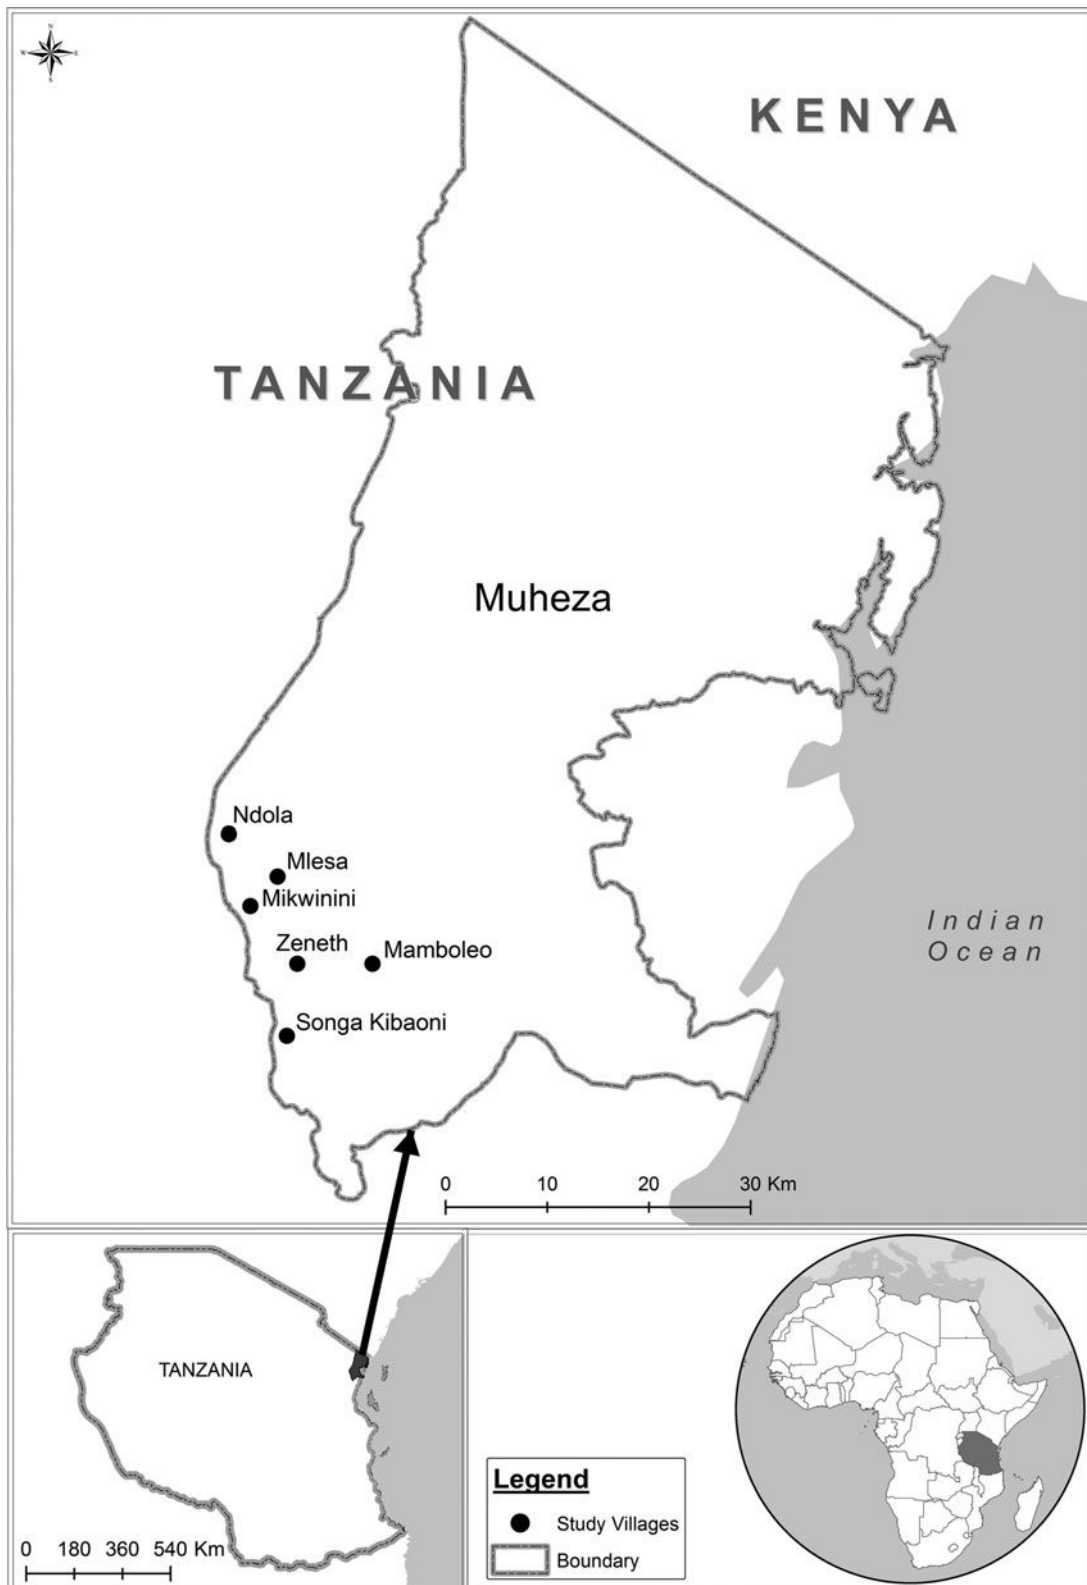 N
W E
S
KENYA
TANZANIA
Muheza
Ndola
Mlesa
Mikwinini
Zeneth
Mamboleo
Songa Kibaoni
Indian
Ocean
0 10 20 30 Km
TANZANIA
0 180 360 540 Km
Legend
Study Villages
Boundary